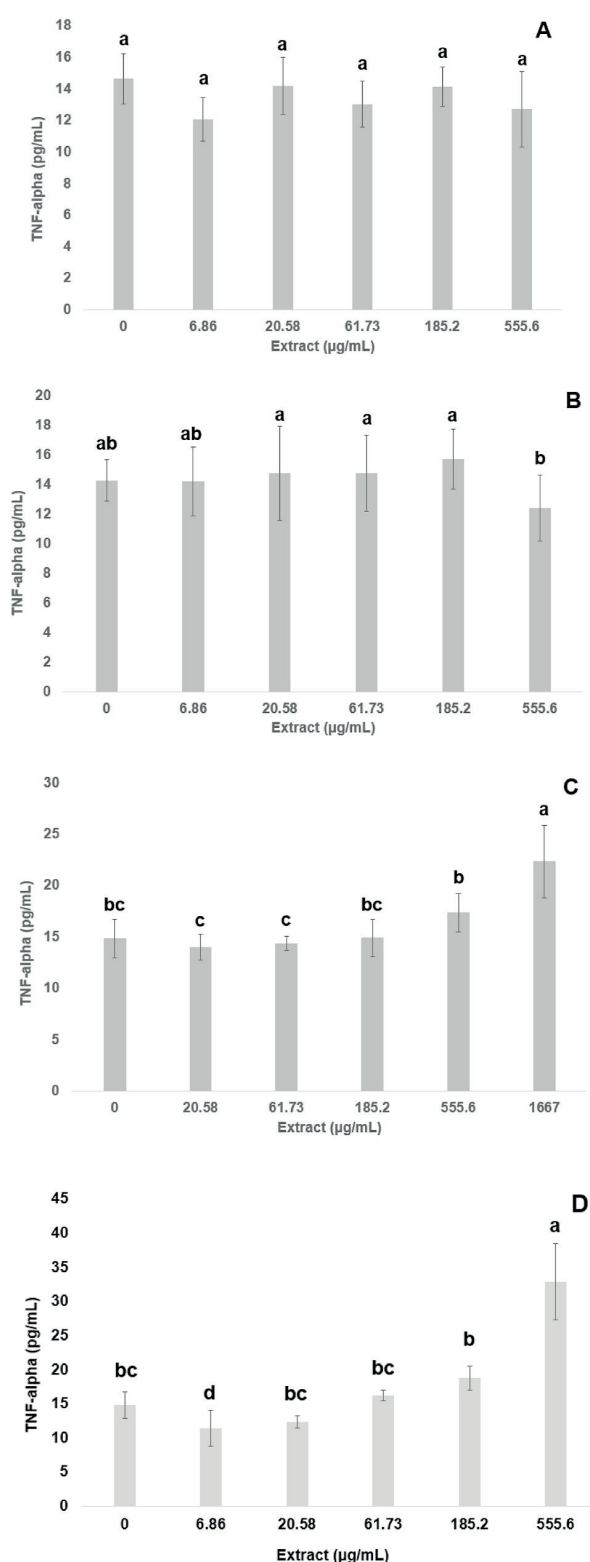 A
18
16
14
12
10
8
6
4
2
0
TNF-alpha (pg/mL)
a a a a a a
0 6.86 20.58 61.73 185.2 555.6
Extract (µg/mL)
B
20
18
16
14
12
10
8
6
4
2
0
TNF-alpha (pg/mL)
ab ab a a a b
0 6.86 20.58 61.73 185.2 555.6
Extract (µg/mL)
C
30
25
20
15
10
5
0
TNF-alpha (pg/mL)
bc c c bc b a
0 20.58 61.73 185.2 555.6 1667
Extract (µg/mL)
D
45
40
35
30
25
20
15
10
5
0
TNF-alpha (pg/mL)
bc d bc bc b a
0 6.86 20.58 61.73 185.2 555.6
Extract (µg/mL)